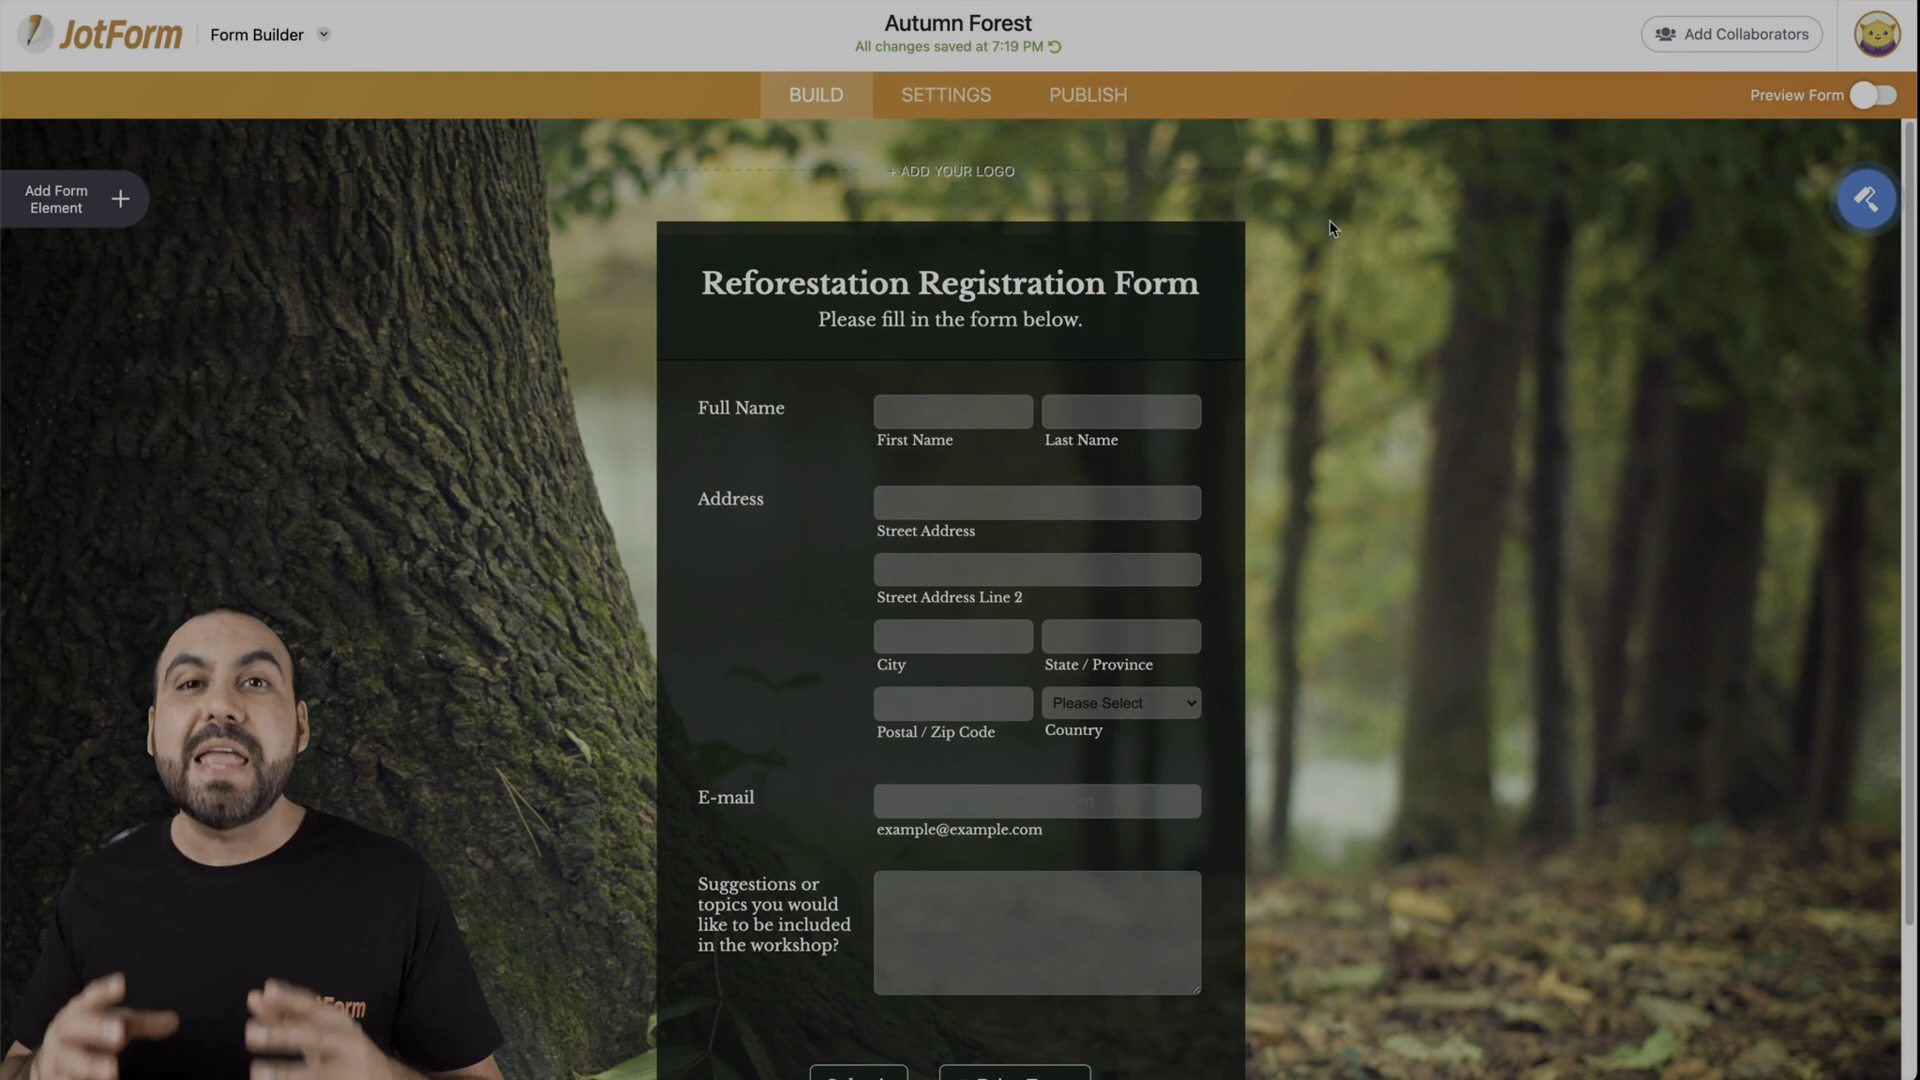 JotForm
Form Builder
Autumn Forest
All changes saved at 7:19 PM
Add Collaborators
BUILD
SETTINGS
PUBLISH
Preview Form
Add Form
Element
+ ADD YOUR LOGO
Reforestation Registration Form
Please fill in the form below.
Full Name
First Name
Last Name
Address
Street Address
Street Address Line 2
City
State / Province
Please Select
Postal / Zip Code
Country
E-mail
example@example.com
Suggestions or
topics you would
like to be included
in the workshop?